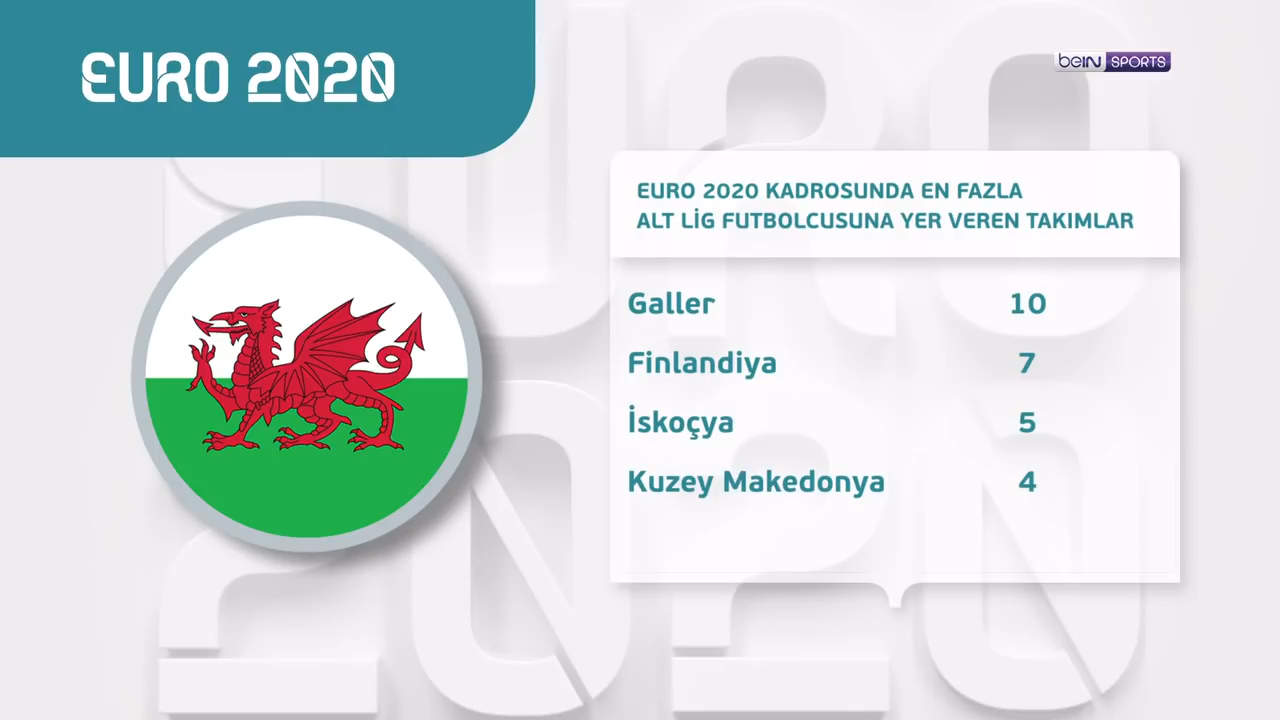 EURO 2020
beIN SPORTS
EURO 2020 KADROSUNDA EN FAZLA
ALT LİG FUTBOLCUSUNA YER VEREN TAKIMLAR
Galler 10
Finlandiya 7
İskoçya 5
Kuzey Makedonya 4